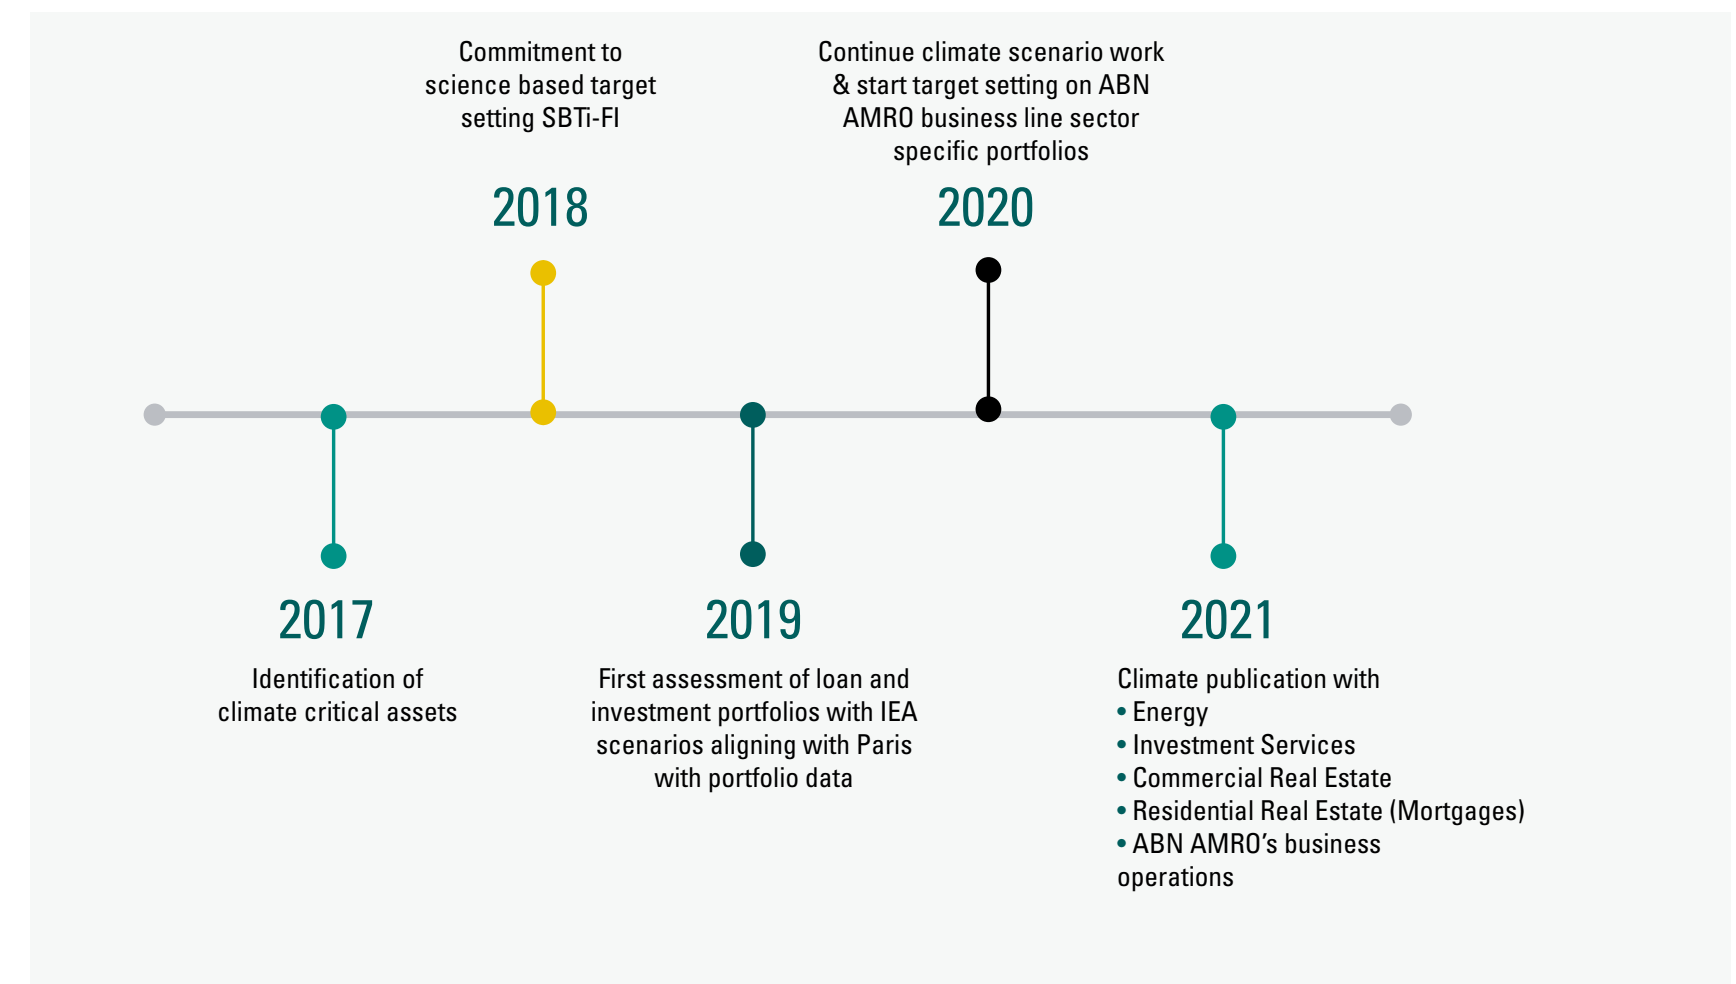 Commitment to
science based target
setting SBTi-FI
2018
Continue climate scenario work
& start target setting on ABN
AMRO business line sector
specific portfolios
2020
2017
Identification of
climate critical assets
2019
First assessment of loan and
investment portfolios with IEA
scenarios aligning with Paris
with portfolio data
2021
Climate publication with
• Energy
• Investment Services
• Commercial Real Estate
• Residential Real Estate (Mortgages)
• ABN AMRO’s business
operations